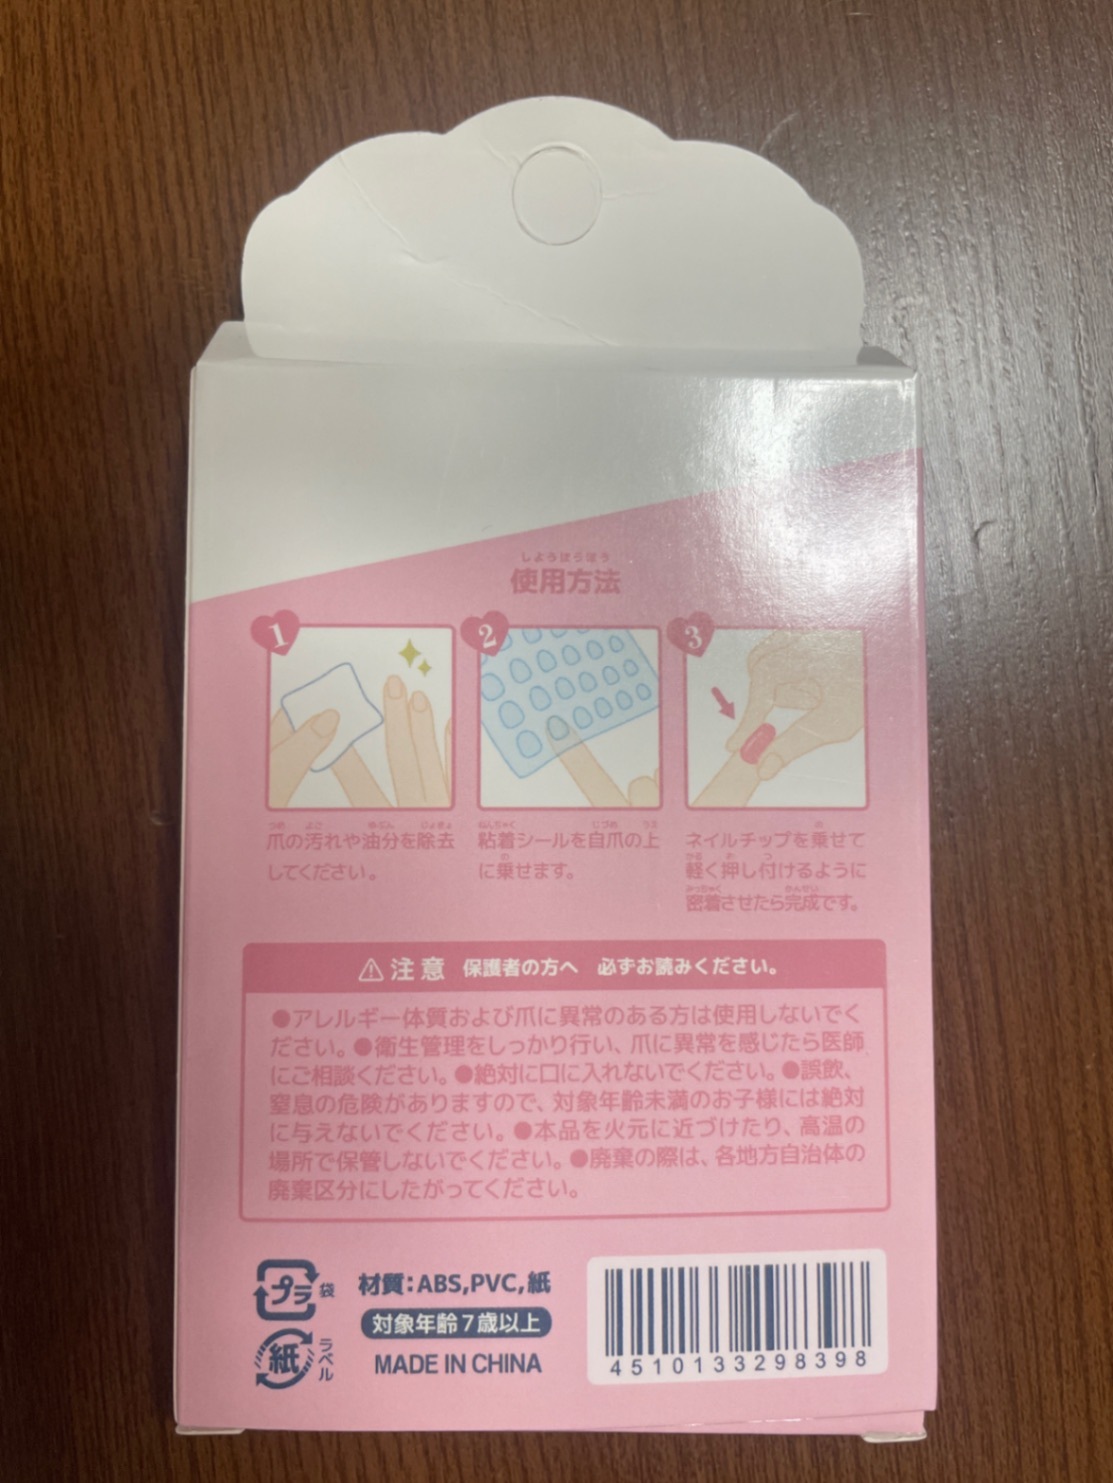 しようほうほう
使用方法
1
2
3
つめ よご ゆぶん じょきょ
爪の汚れや油分を除去
してください。
ねんちゃく じづめ うえ
粘着シールを自爪の上
の
に乗せます。
の
ネイルチップを乗せて
かる お つ
軽く押し付けるように
みっちゃく かんせい
密着させたら完成です。
⚠注意 保護者の方へ 必ずお読みください。
●アレルギー体質および爪に異常のある方は使用しないでく
ださい。●衛生管理をしっかり行い、爪に異常を感じたら医師
にご相談ください。●絶対に口に入れないでください。●誤飲、
窒息の危険がありますので、対象年齢未満のお子様には絶対
に与えないでください。●本品を火元に近づけたり、高温の
場所で保管しないでください。●廃棄の際は、各地方自治体の
廃棄区分にしたがってください。
プラ 袋
紙 ラベル
材質:ABS,PVC,紙
対象年齢7歳以上
MADE IN CHINA
4510133298398